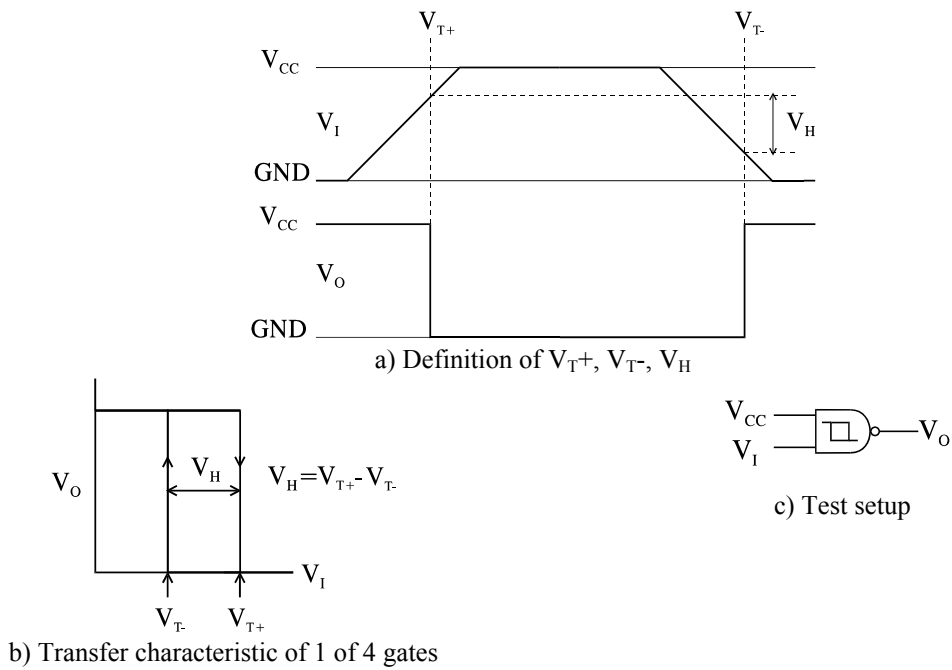 V_T+ V_T-
V_CC
V_I V_H
GND
V_CC
V_O
GND
a) Definition of V_T+, V_T-, V_H
V_O V_H V_H=V_T+-V_T-
V_I
V_T- V_T+
b) Transfer characteristic of 1 of 4 gates
V_CC
V_I V_O
c) Test setup